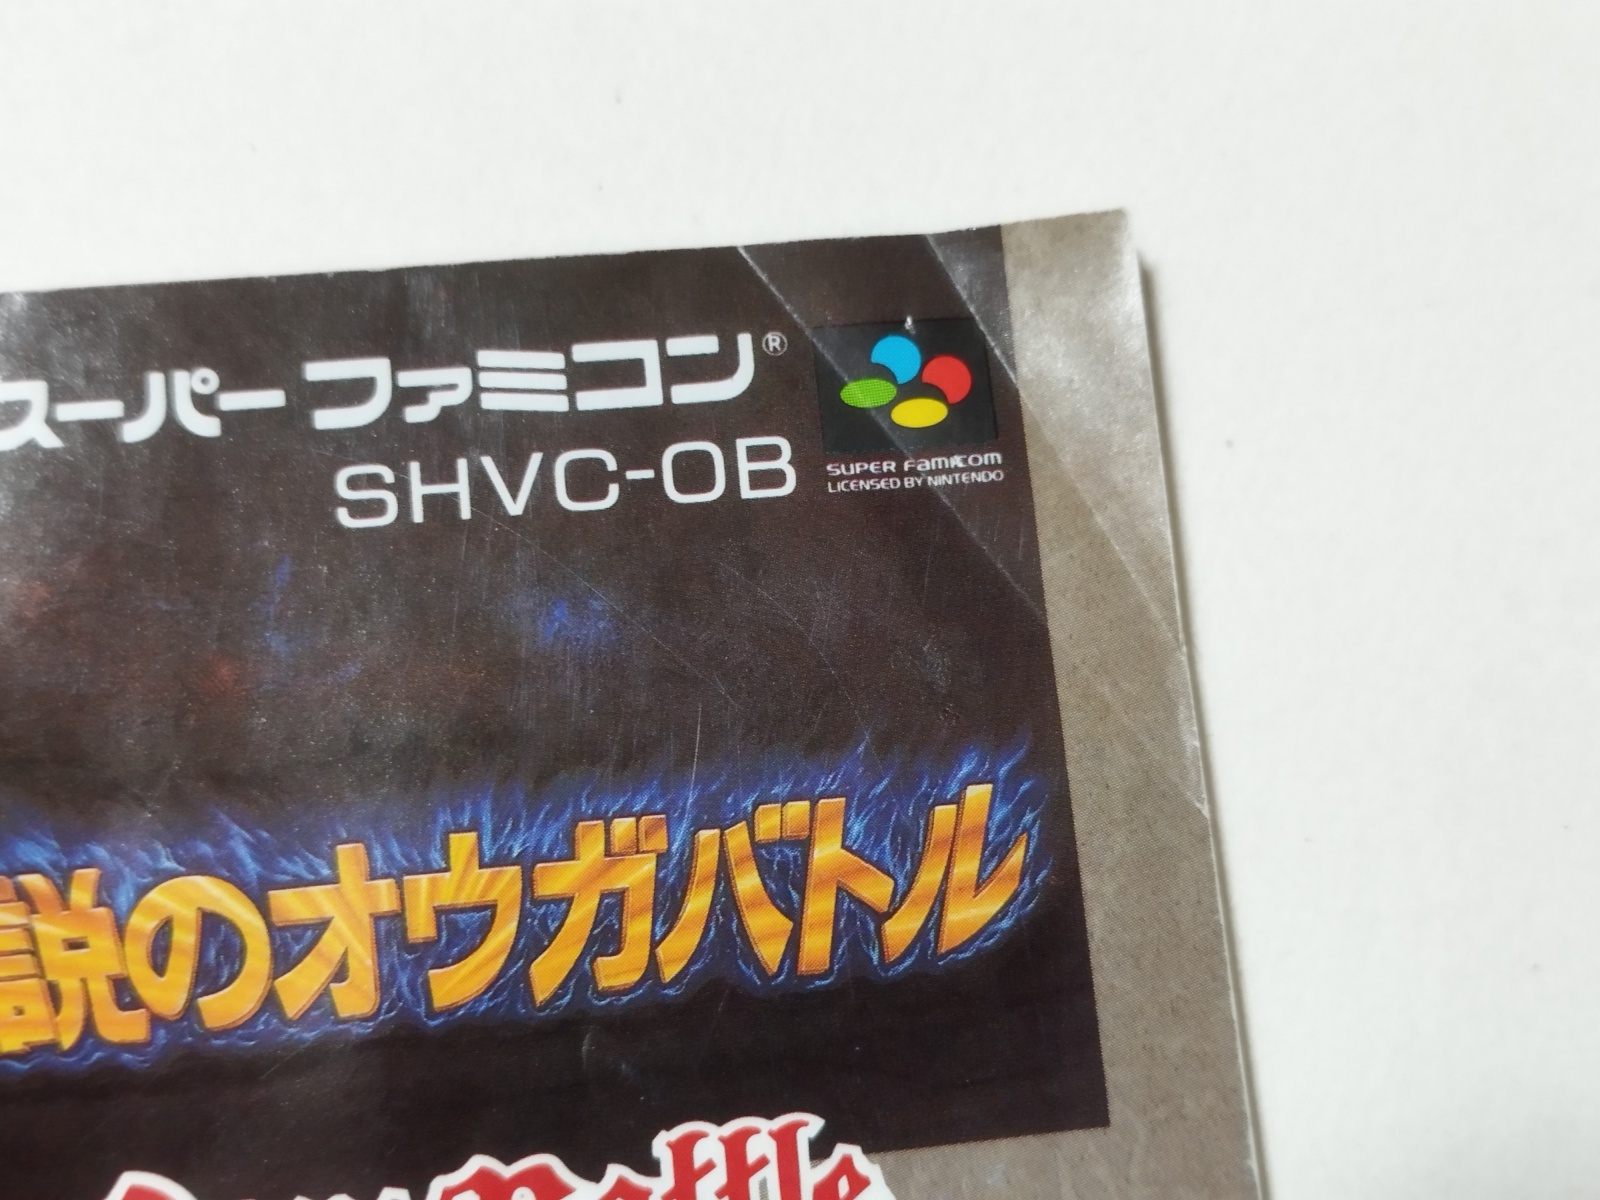 スーパーファミコン®
SHVC-OB
SUPER FAMICOM
LICENSED BY NINTENDO
説のオウガバトル
Battle